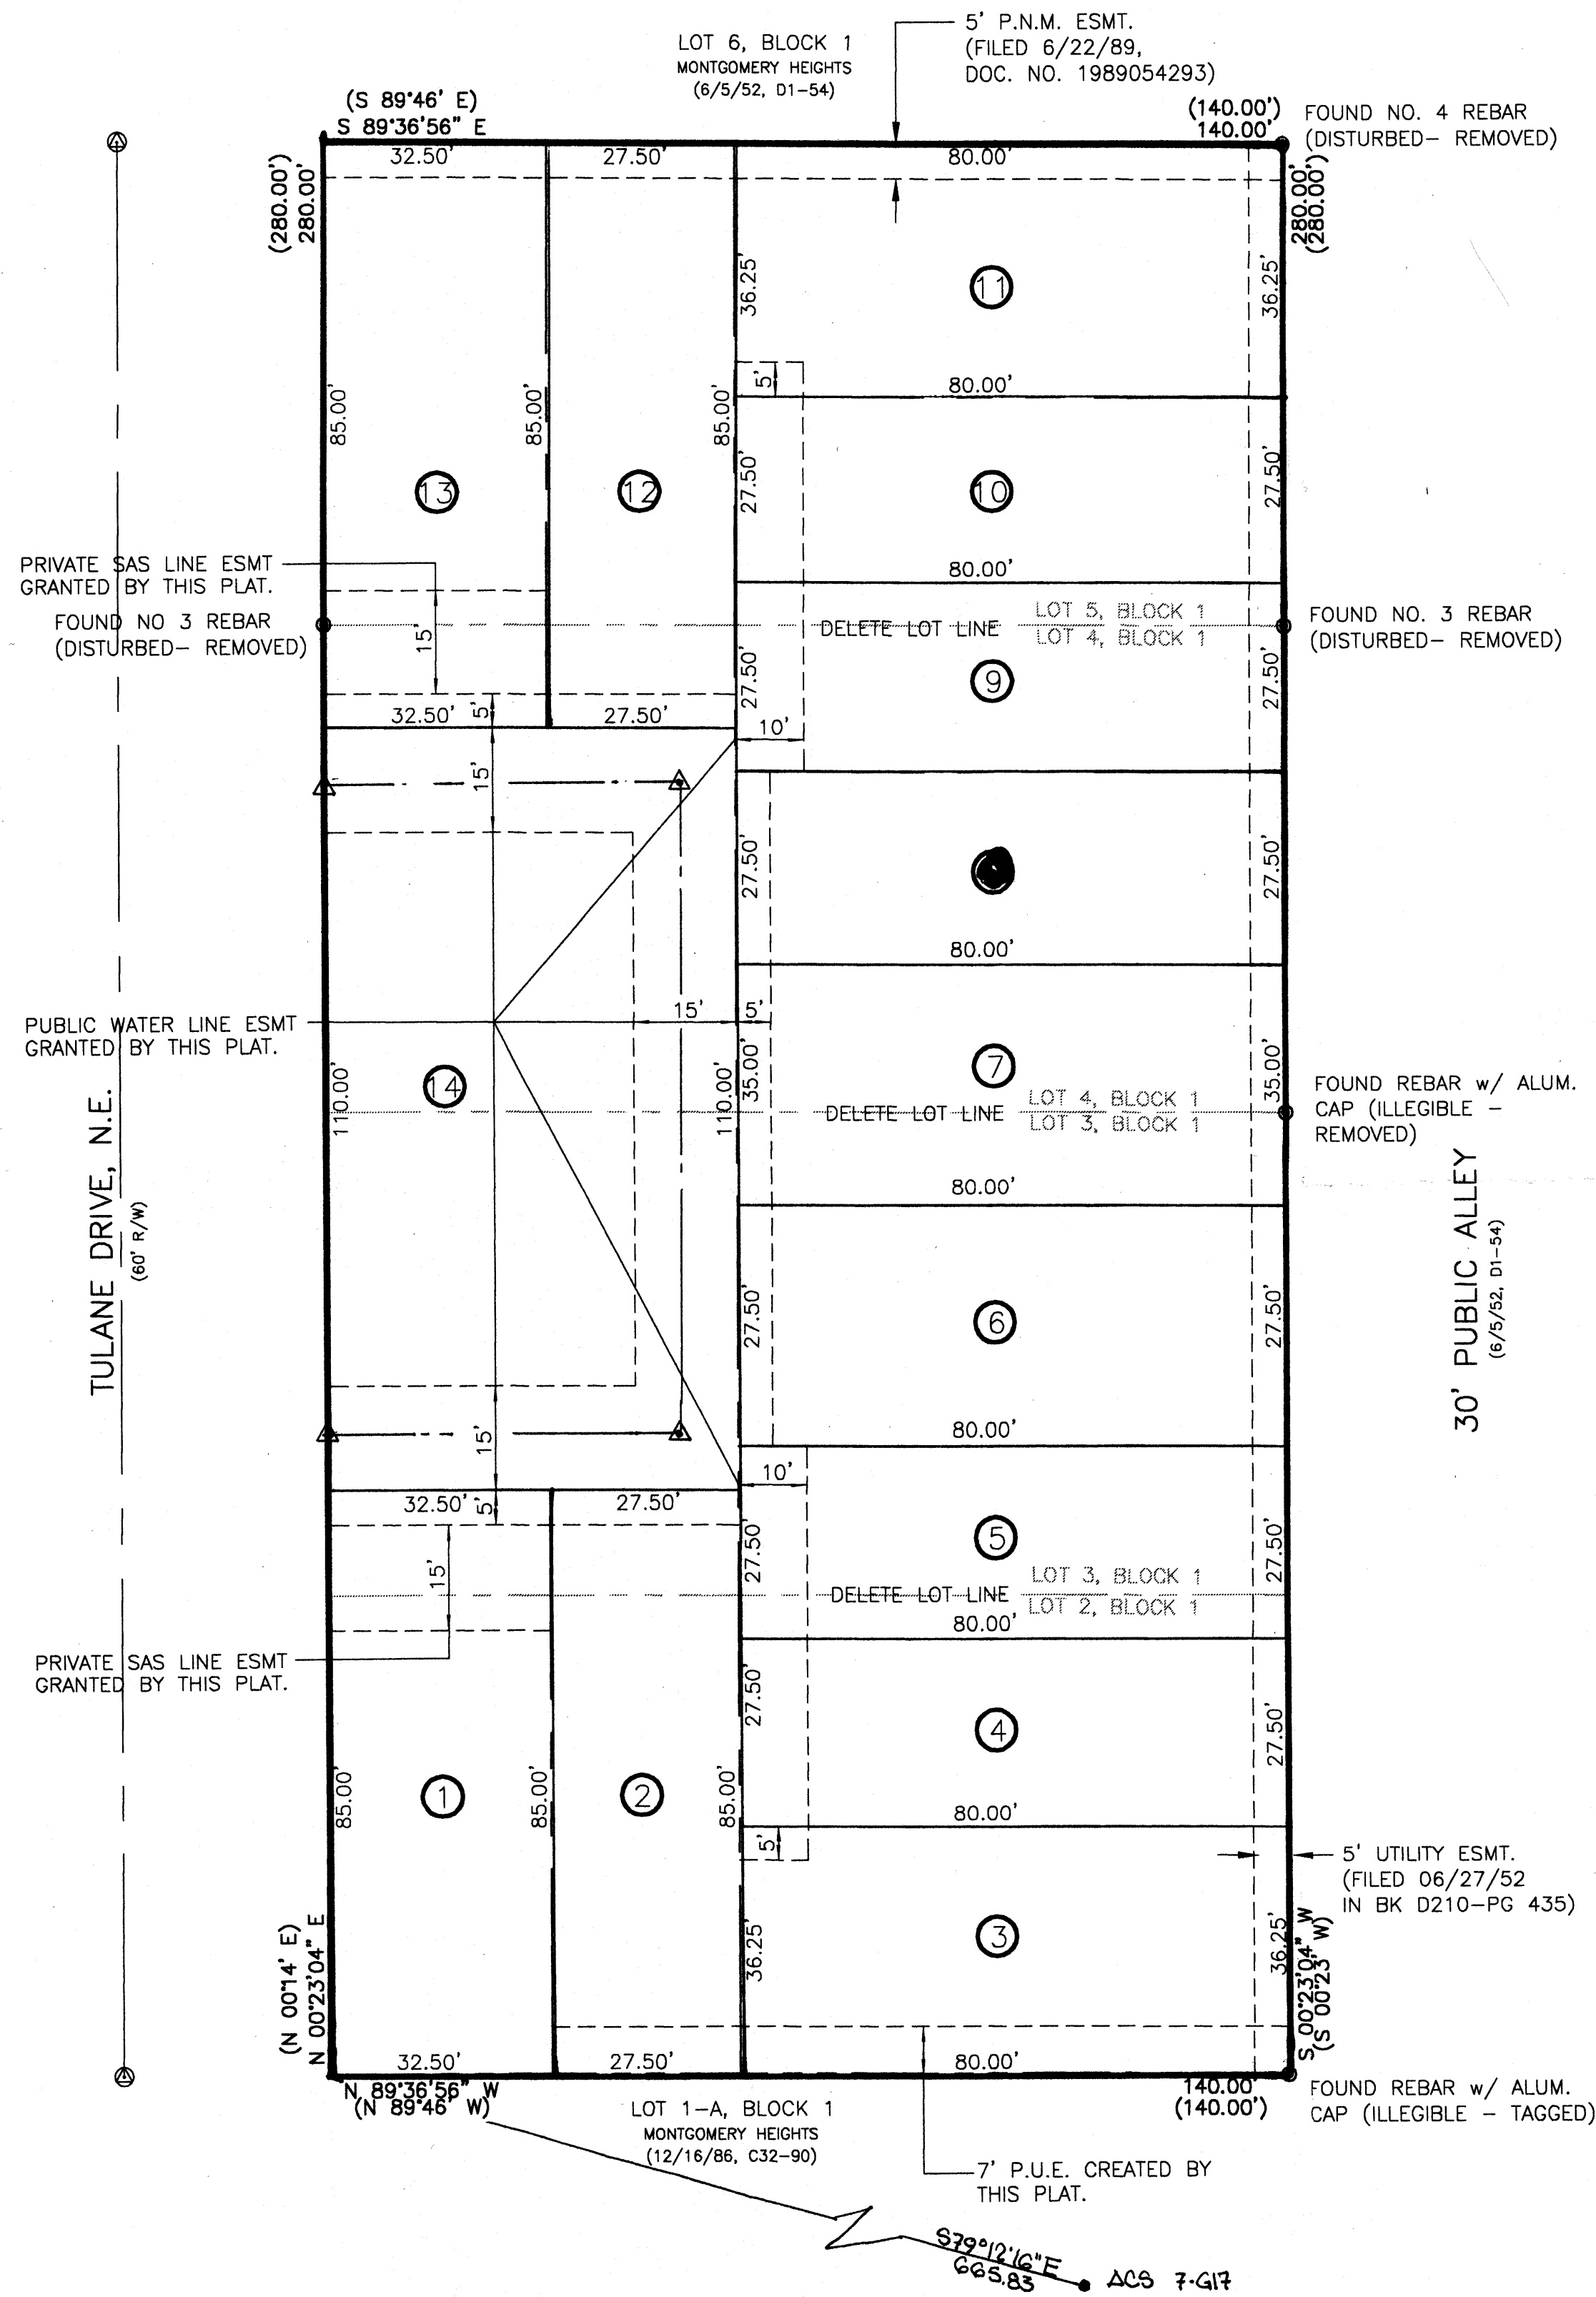 5' P.N.M. ESMT.
(FILED 6/22/89,
DOC. NO. 1989054293)
LOT 6, BLOCK 1
MONTGOMERY HEIGHTS
(6/5/52, D1-54)
(S 89°46' E)
S 89°36'56" E
(140.00')
140.00'
FOUND NO. 4 REBAR
(DISTURBED- REMOVED)
32.50'
27.50'
80.00'
(280.00')
280.00'
280.00'
(280.00')
36.25'
11
36.25'
5'
80.00'
85.00'
85.00'
85.00'
13
12
27.50'
10
27.50'
80.00'
PRIVATE SAS LINE ESMT
GRANTED BY THIS PLAT.
FOUND NO 3 REBAR
(DISTURBED- REMOVED)
15'
DELETE LOT LINE
LOT 5, BLOCK 1
LOT 4, BLOCK 1
FOUND NO. 3 REBAR
(DISTURBED- REMOVED)
27.50'
9
27.50'
32.50'
5'
27.50'
10'
15'
27.50'
27.50'
80.00'
PUBLIC WATER LINE ESMT
GRANTED BY THIS PLAT.
15'
5'
110.00'
14
110.00'
35.00'
7
35.00'
DELETE LOT LINE
LOT 4, BLOCK 1
LOT 3, BLOCK 1
FOUND REBAR w/ ALUM.
CAP (ILLEGIBLE -
REMOVED)
80.00'
TULANE DRIVE, N.E.
(60' R/W)
30' PUBLIC ALLEY
(6/5/52, D1-54)
27.50'
6
27.50'
80.00'
15'
10'
32.50'
5'
27.50'
27.50'
5
27.50'
15'
DELETE LOT LINE
LOT 3, BLOCK 1
LOT 2, BLOCK 1
80.00'
PRIVATE SAS LINE ESMT
GRANTED BY THIS PLAT.
27.50'
4
27.50'
85.00'
1
85.00'
2
85.00'
80.00'
5'
5' UTILITY ESMT.
(FILED 06/27/52
IN BK D210-PG 435)
36.25'
3
36.25'
(N 00°14' E)
N 00°23'04" E
S 00°23'04" W
(S 00°23' W)
32.50'
27.50'
80.00'
N 89°36'56" W
(N 89°46' W)
140.00'
(140.00')
FOUND REBAR w/ ALUM.
CAP (ILLEGIBLE - TAGGED)
LOT 1-A, BLOCK 1
MONTGOMERY HEIGHTS
(12/16/86, C32-90)
7' P.U.E. CREATED BY
THIS PLAT.
S79°12'16"E
665.83
ACS 7-G17